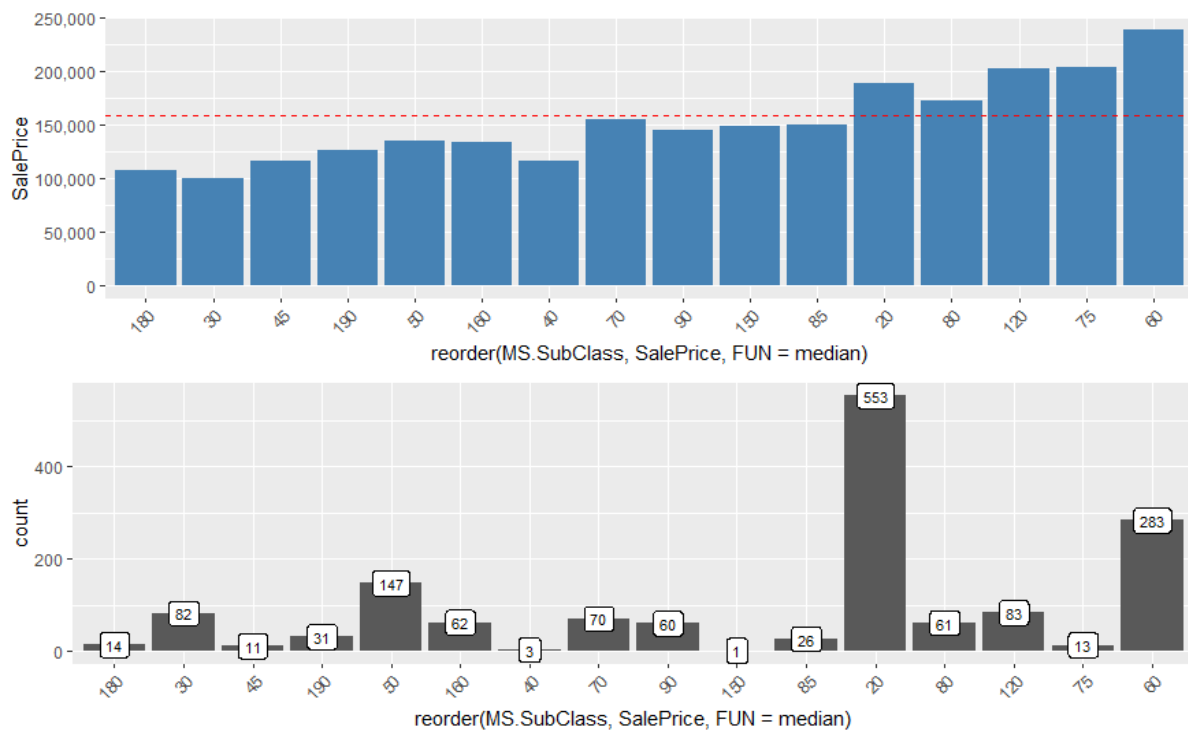 250,000
200,000
150,000
100,000
50,000
0
SalePrice
180 30 45 190 50 160 40 70 90 150 85 20 80 120 75 60
reorder(MS.SubClass, SalePrice, FUN = median)
400
200
0
count
14 82 11 31 147 62 3 70 60 1 26 553 61 83 13 283
180 30 45 190 50 160 40 70 90 150 85 20 80 120 75 60
reorder(MS.SubClass, SalePrice, FUN = median)